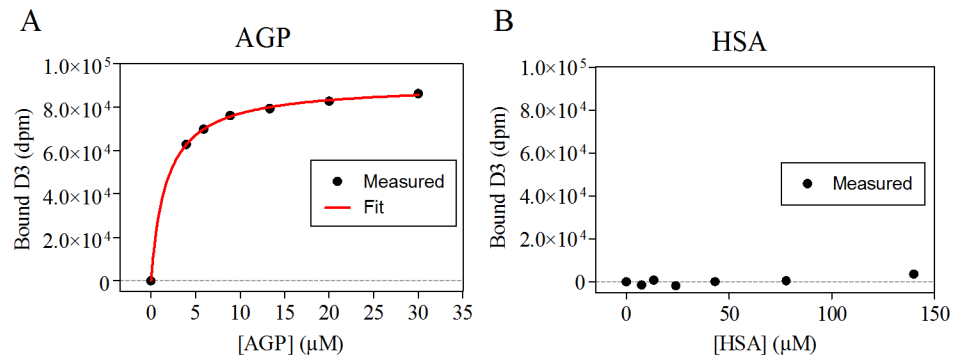 A
AGP
Bound D3 (dpm)
1.0×10⁵
8.0×10⁴
6.0×10⁴
4.0×10⁴
2.0×10⁴
0
Measured
Fit
0 5 10 15 20 25 30 35
[AGP] (µM)
B
HSA
Bound D3 (dpm)
1.0×10⁵
8.0×10⁴
6.0×10⁴
4.0×10⁴
2.0×10⁴
0
Measured
0 50 100 150
[HSA] (µM)